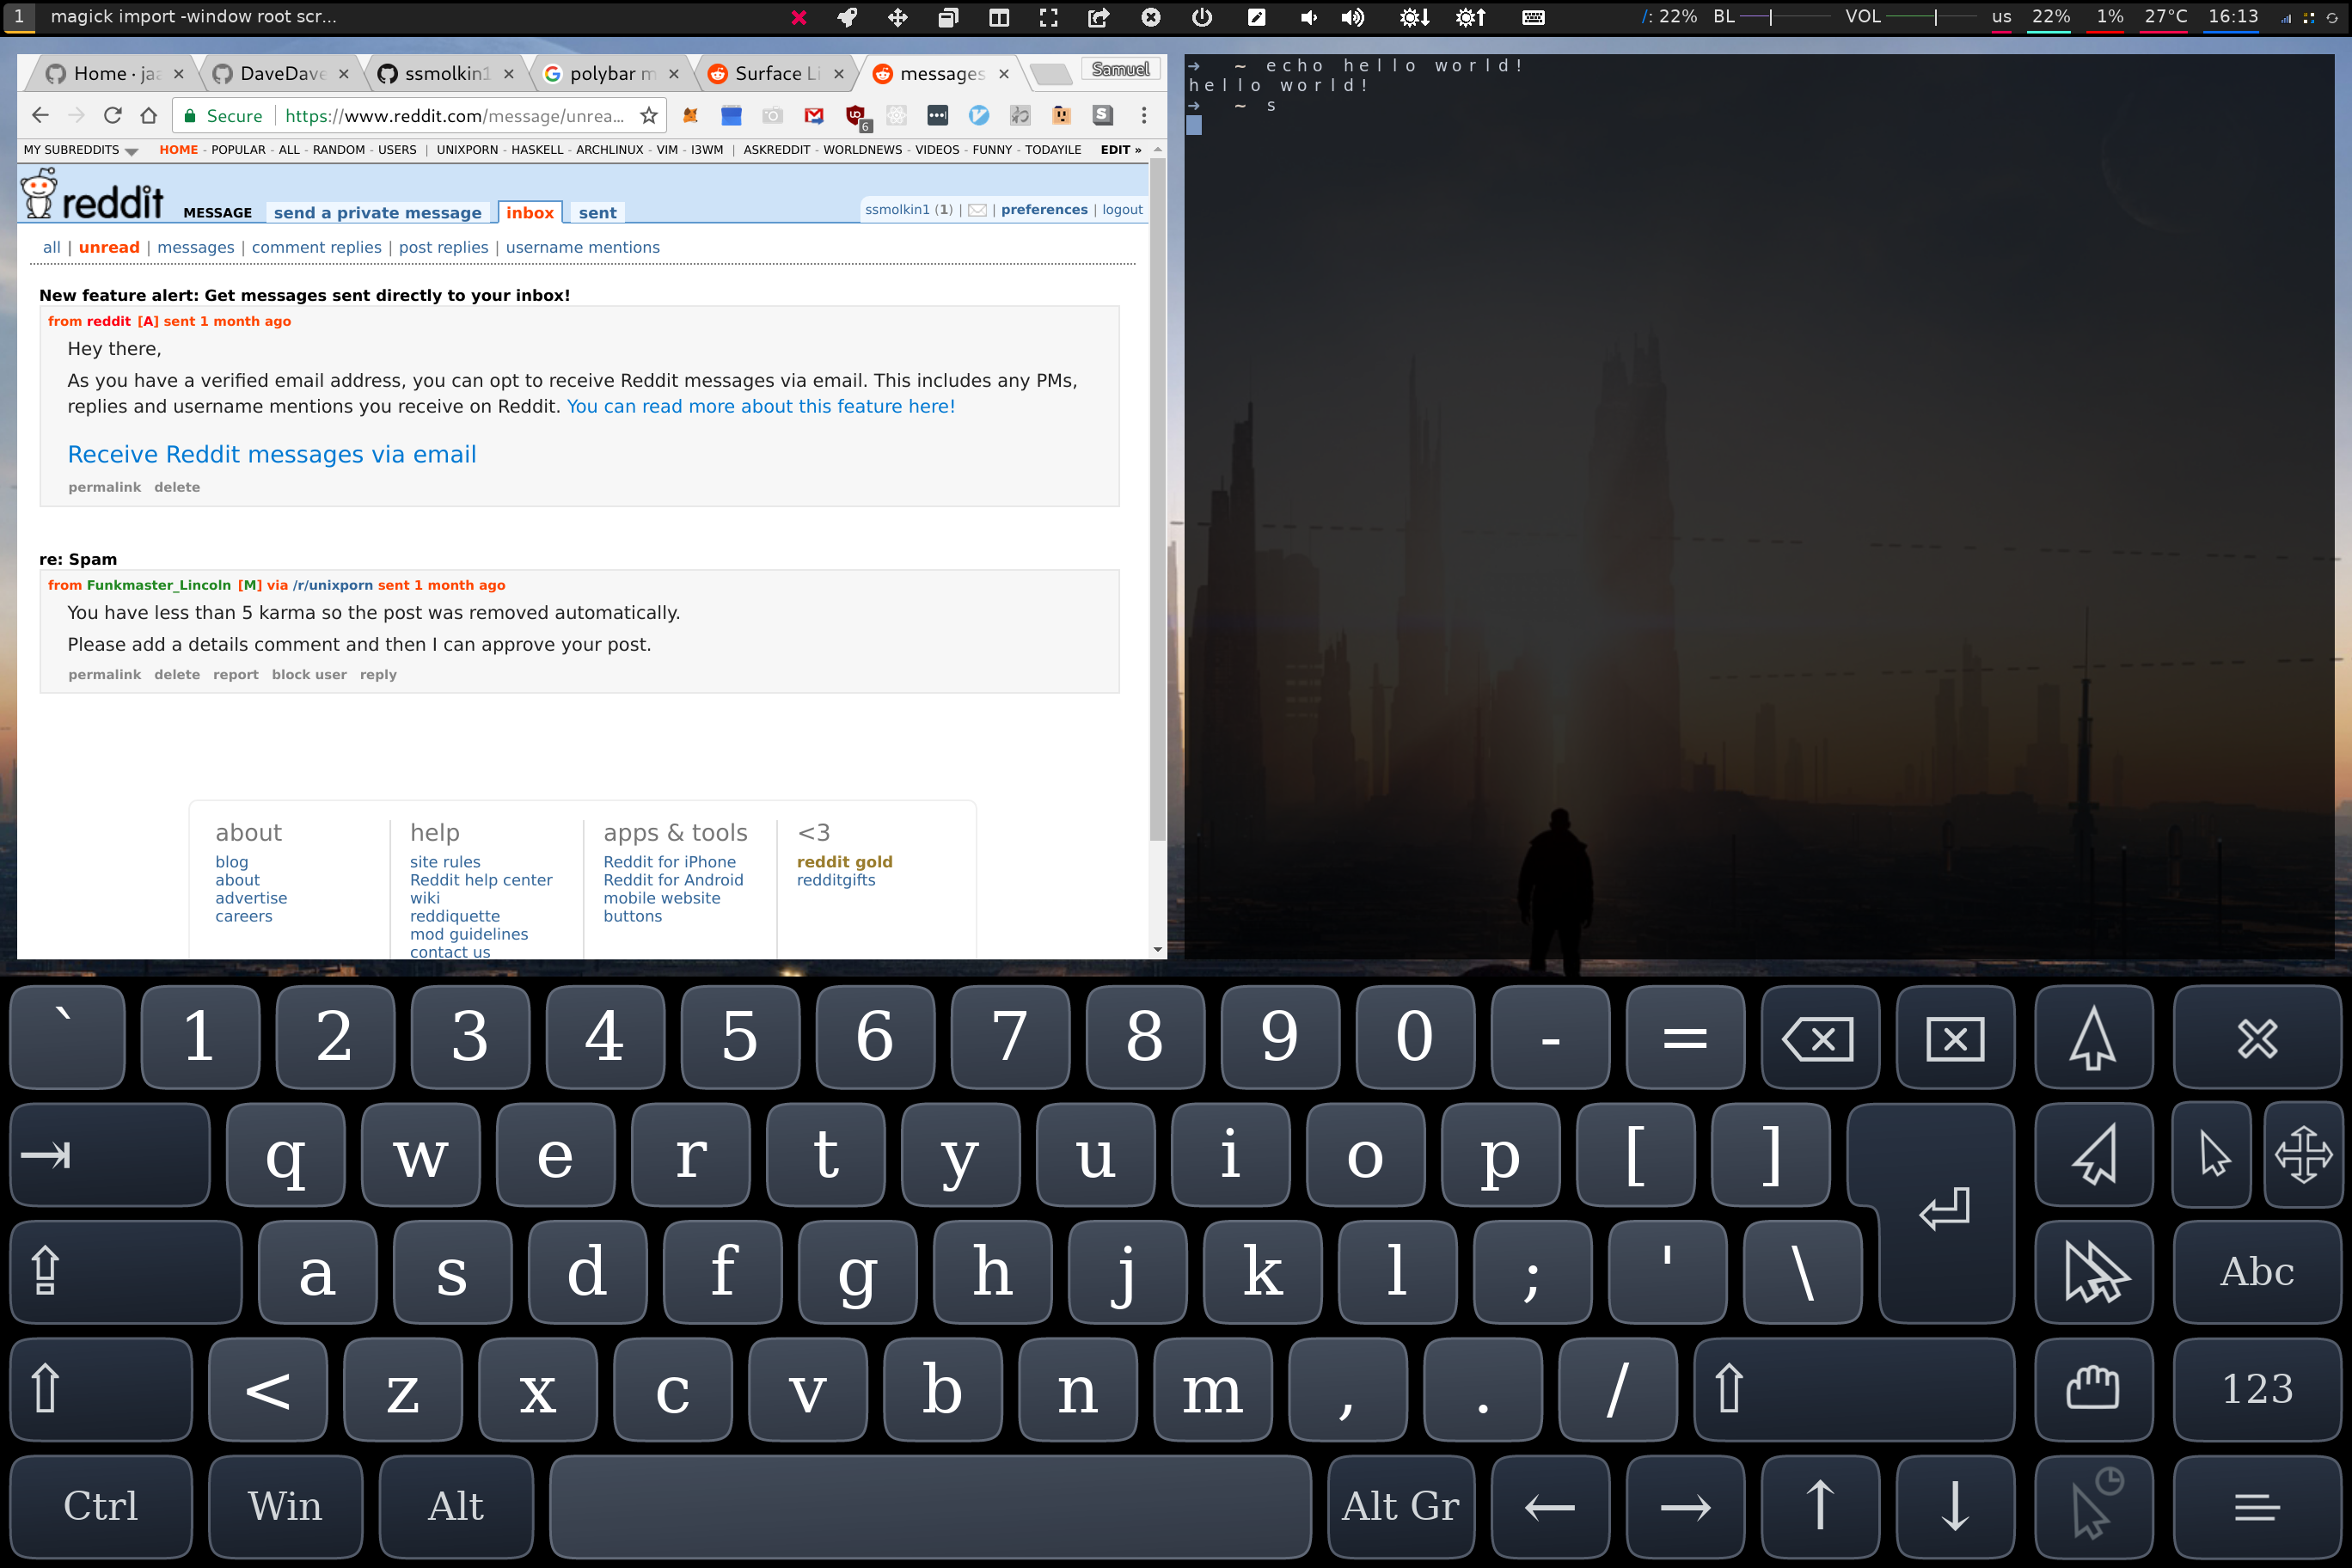 1 magick import -window root scr... /: 22% BL VOL us 22% 1% 27°C 16:13
Home · jaa DaveDave ssmolkin1 polybar m Surface Li messages Samuel
Secure https://www.reddit.com/message/unrea... 6
MY SUBREDDITS HOME - POPULAR - ALL - RANDOM - USERS | UNIXPORN - HASKELL - ARCHLINUX - VIM - I3WM | ASKREDDIT - WORLDNEWS - VIDEOS - FUNNY - TODAYILE EDIT »
reddit MESSAGE send a private message inbox sent ssmolkin1 (1) | | preferences | logout
all | unread | messages | comment replies | post replies | username mentions
New feature alert: Get messages sent directly to your inbox!
from reddit [A] sent 1 month ago
Hey there,
As you have a verified email address, you can opt to receive Reddit messages via email. This includes any PMs,
replies and username mentions you receive on Reddit. You can read more about this feature here!
Receive Reddit messages via email
permalink delete
re: Spam
from Funkmaster_Lincoln [M] via /r/unixporn sent 1 month ago
You have less than 5 karma so the post was removed automatically.
Please add a details comment and then I can approve your post.
permalink delete report block user reply
about help apps & tools <3
blog site rules Reddit for iPhone reddit gold
about Reddit help center Reddit for Android redditgifts
advertise wiki mobile website
careers reddiquette buttons
mod guidelines
contact us
➜ ~ echo hello world!
hello world!
➜ ~ s
` 1 2 3 4 5 6 7 8 9 0 - =
q w e r t y u i o p [ ]
a s d f g h j k l ; ' \ Abc
< z x c v b n m , . / 123
Ctrl Win Alt Alt Gr ← → ↑ ↓